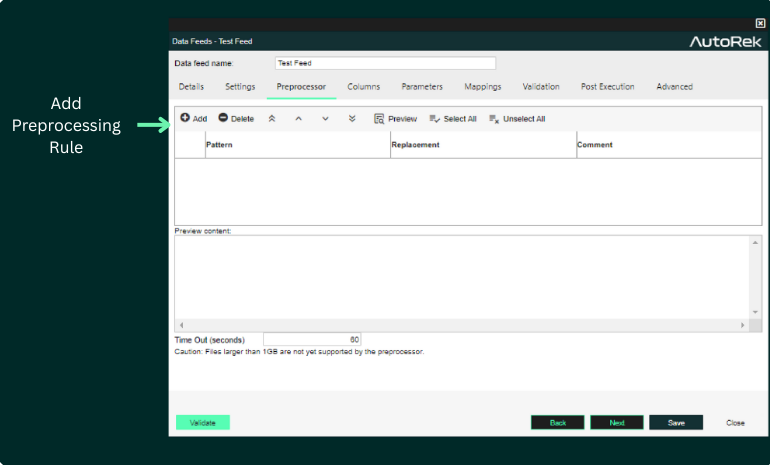 Data Feeds - Test Feed
AutoRek
Data feed name: Test Feed
Details Settings Preprocessor Columns Parameters Mappings Validation Post Execution Advanced
Add
Preprocessing
Rule
Add Delete Preview Select All Unselect All
Pattern Replacement Comment
Preview content:
Time Out (seconds) 60
Caution: Files larger than 1GB are not yet supported by the preprocessor.
Validate Back Next Save Close